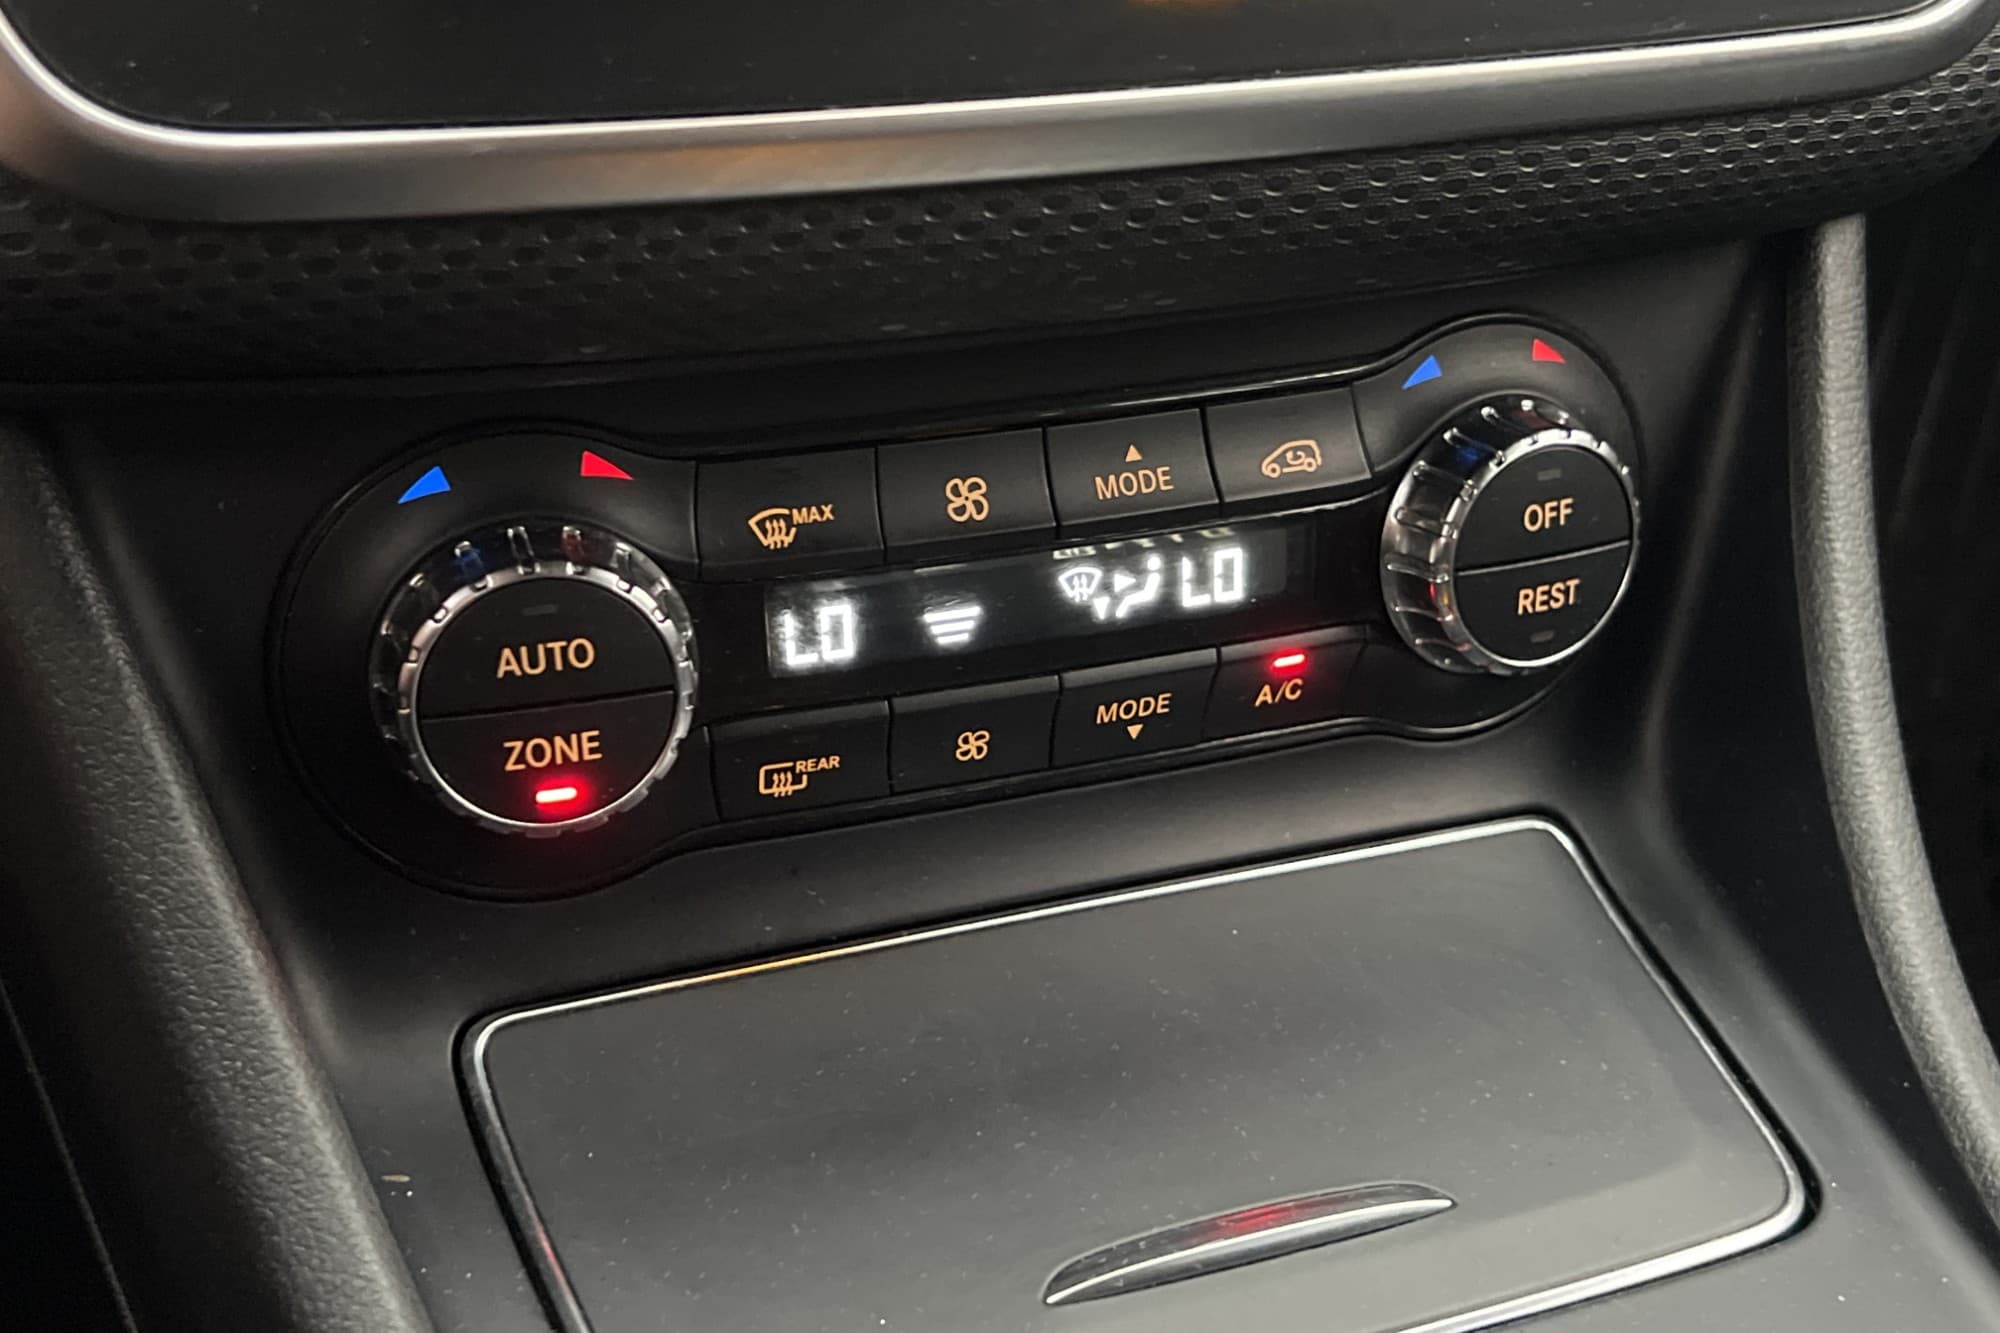 MAX
MODE
OFF
REST
LO
LO
AUTO
ZONE
REAR
MODE
A/C